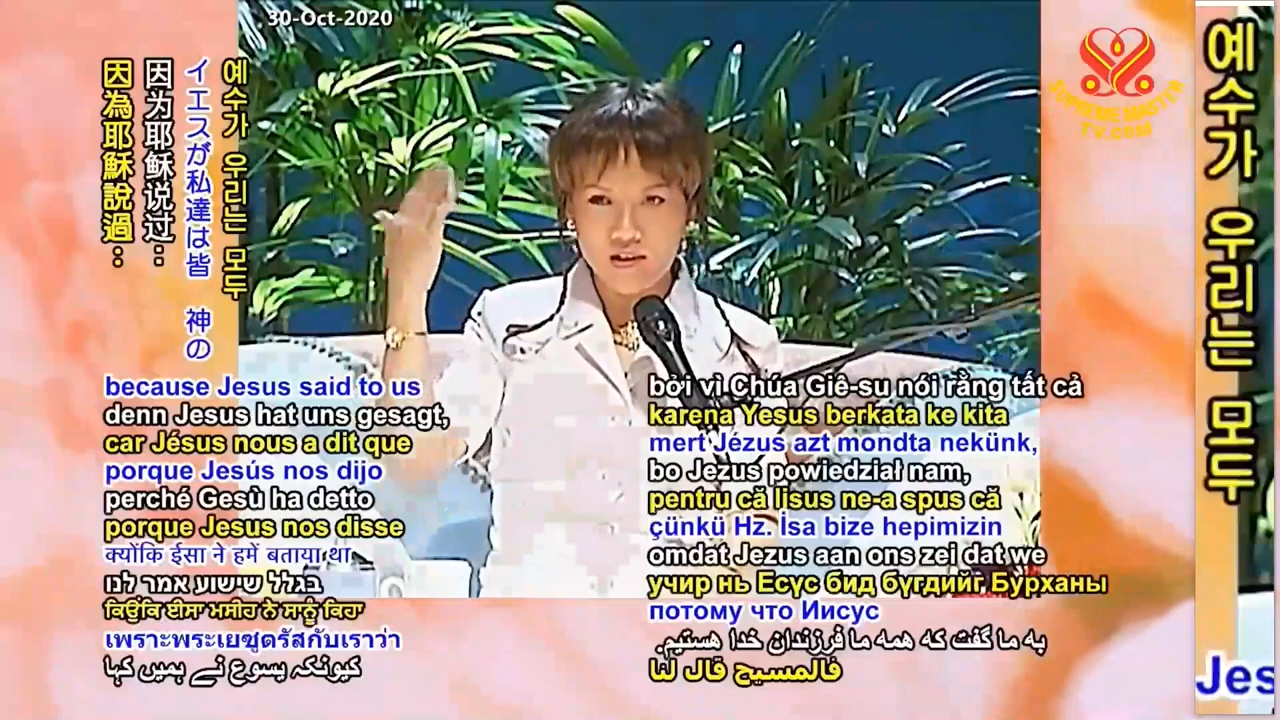 30-Oct-2020
SUPREME MASTER
TV.COM
예수가 우리는 모두
イエスが私達は皆 神の
因为耶稣说过…
因為耶穌說過…
because Jesus said to us
denn Jesus hat uns gesagt,
car Jésus nous a dit que
porque Jesús nos dijo
perché Gesù ha detto
porque Jesus nos disse
क्योंकि ईसा ने हमें बताया था
בגלל שישוע אמר לנו
ਕਿਉਂਕਿ ਈਸਾ ਮਸੀਹ ਨੇ ਸਾਨੂੰ ਕਿਹਾ
เพราะพระเยซูตรัสกับเราว่า
کیونکہ یسوع نے ہمیں کہا
bởi vì Chúa Giê-su nói rằng tất cả
karena Yesus berkata ke kita
mert Jézus azt mondta nekünk,
bo Jezus powiedział nam,
pentru că Iisus ne-a spus că
çünkü Hz. İsa bize hepimizin
omdat Jezus aan ons zei dat we
учир нь Есүс бид бүгдийг Бурханы
потому что Иисус
به ما گفت که همه ما فرزندان خدا هستیم.
فالمسيح قال لنا
예수가 우리는 모두
Jes